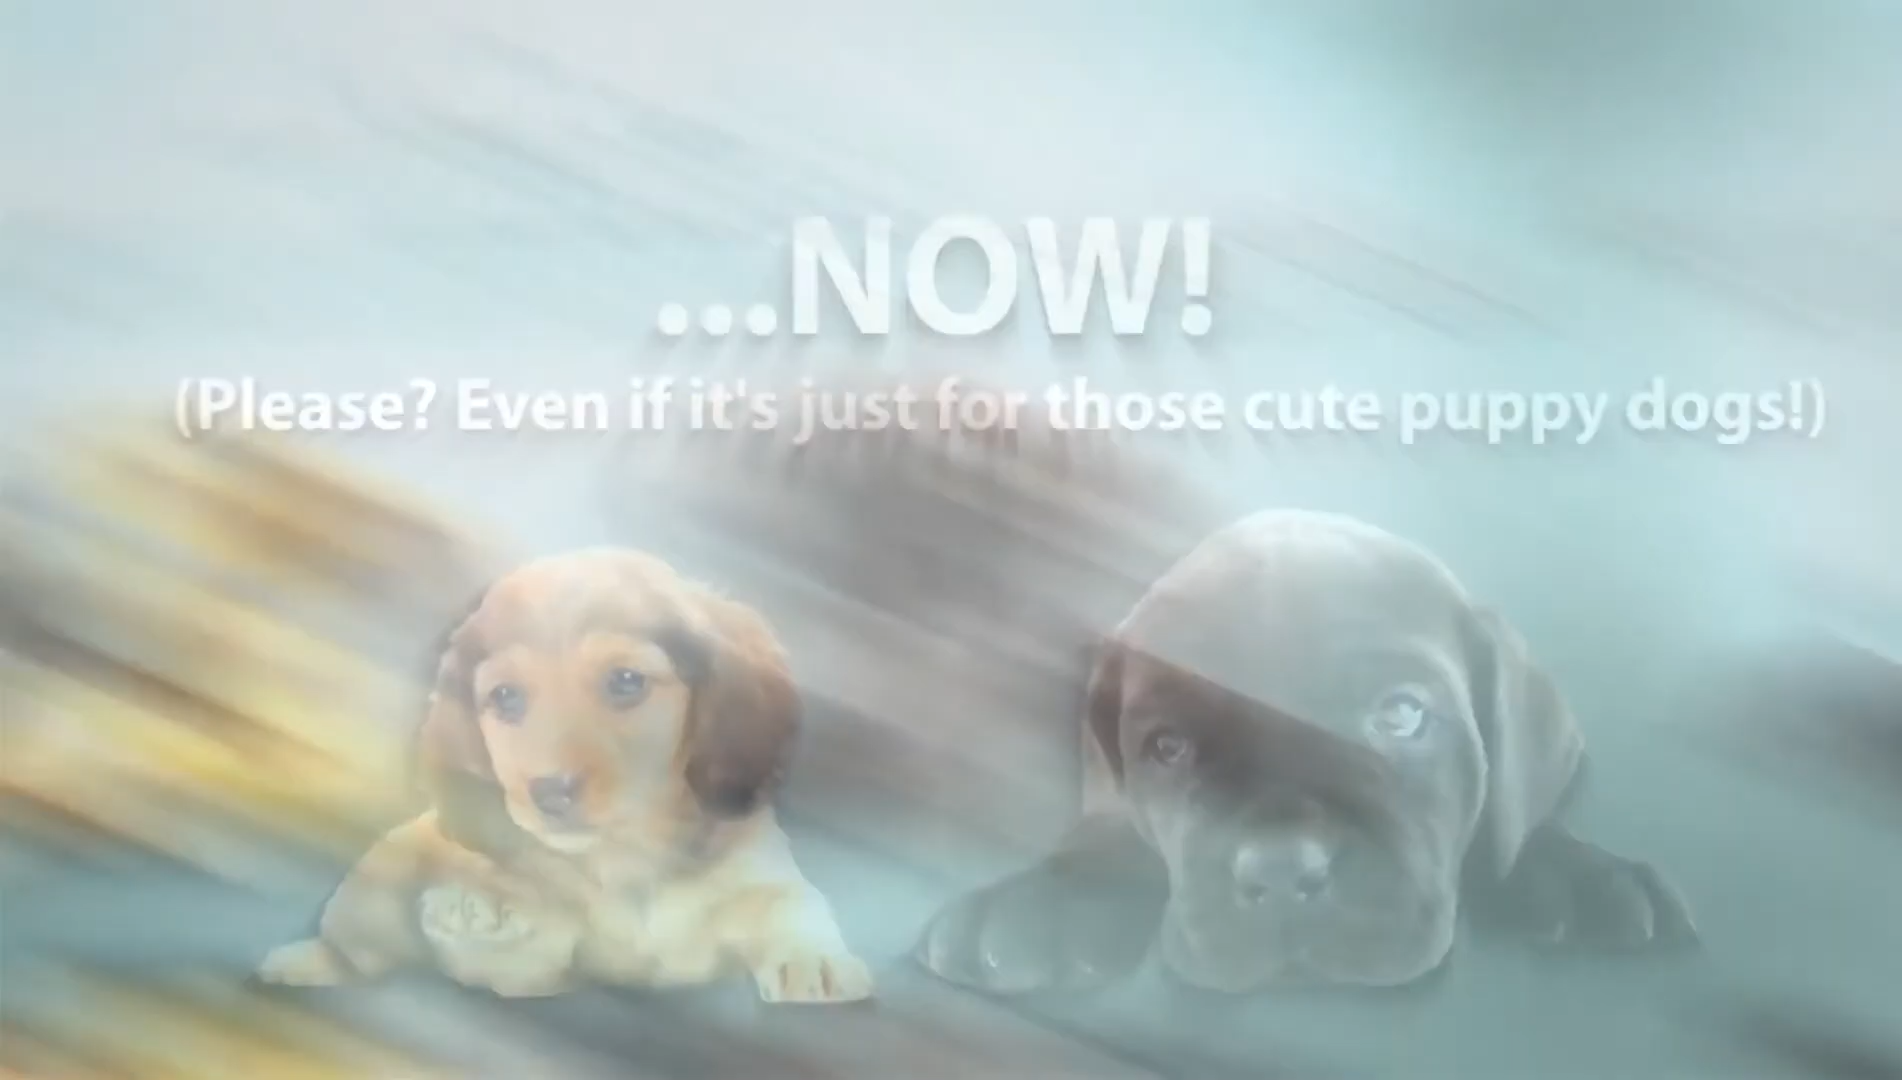 ...NOW!
(Please? Even if it's just for those cute puppy dogs!)